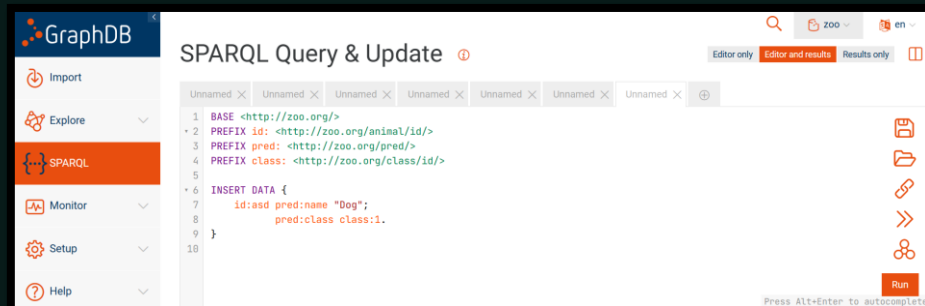 GraphDB
zoo
en
SPARQL Query & Update
Editor only
Editor and results
Results only
Import
Explore
SPARQL
Monitor
Setup
Help
Unnamed
Unnamed
Unnamed
Unnamed
Unnamed
Unnamed
Unnamed
1 BASE <http://zoo.org/>
2 PREFIX id: <http://zoo.org/animal/id/>
3 PREFIX pred: <http://zoo.org/pred/>
4 PREFIX class: <http://zoo.org/class/id/>
5
6 INSERT DATA {
7 id:asd pred:name "Dog";
8 pred:class class:1.
9 }
10
Run
Press Alt+Enter to autocomplete